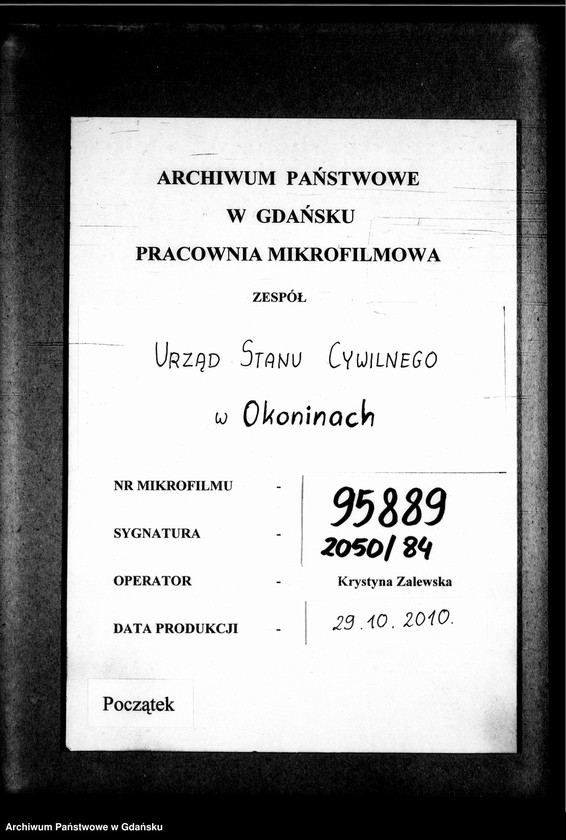 ARCHIWUM PAŃSTWOWE
W GDAŃSKU
PRACOWNIA MIKROFILMOWA
ZESPÓŁ
URZĄD STANU CYWILNEGO
w Okoninach
NR MIKROFILMU - 95889
SYGNATURA - 2050/84
OPERATOR - Krystyna Zalewska
DATA PRODUKCJI - 29.10.2010.
Początek
Archiwum Państwowe w Gdańsku